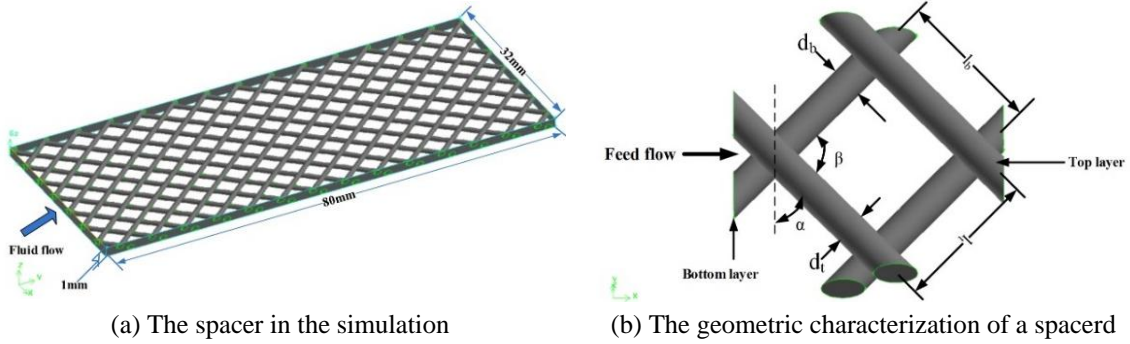 32mm
80mm
Fluid flow
1mm
d_b
l_b
Feed flow
β
Top layer
α
d_t
l_t
Bottom layer
(a) The spacer in the simulation
(b) The geometric characterization of a spacerd